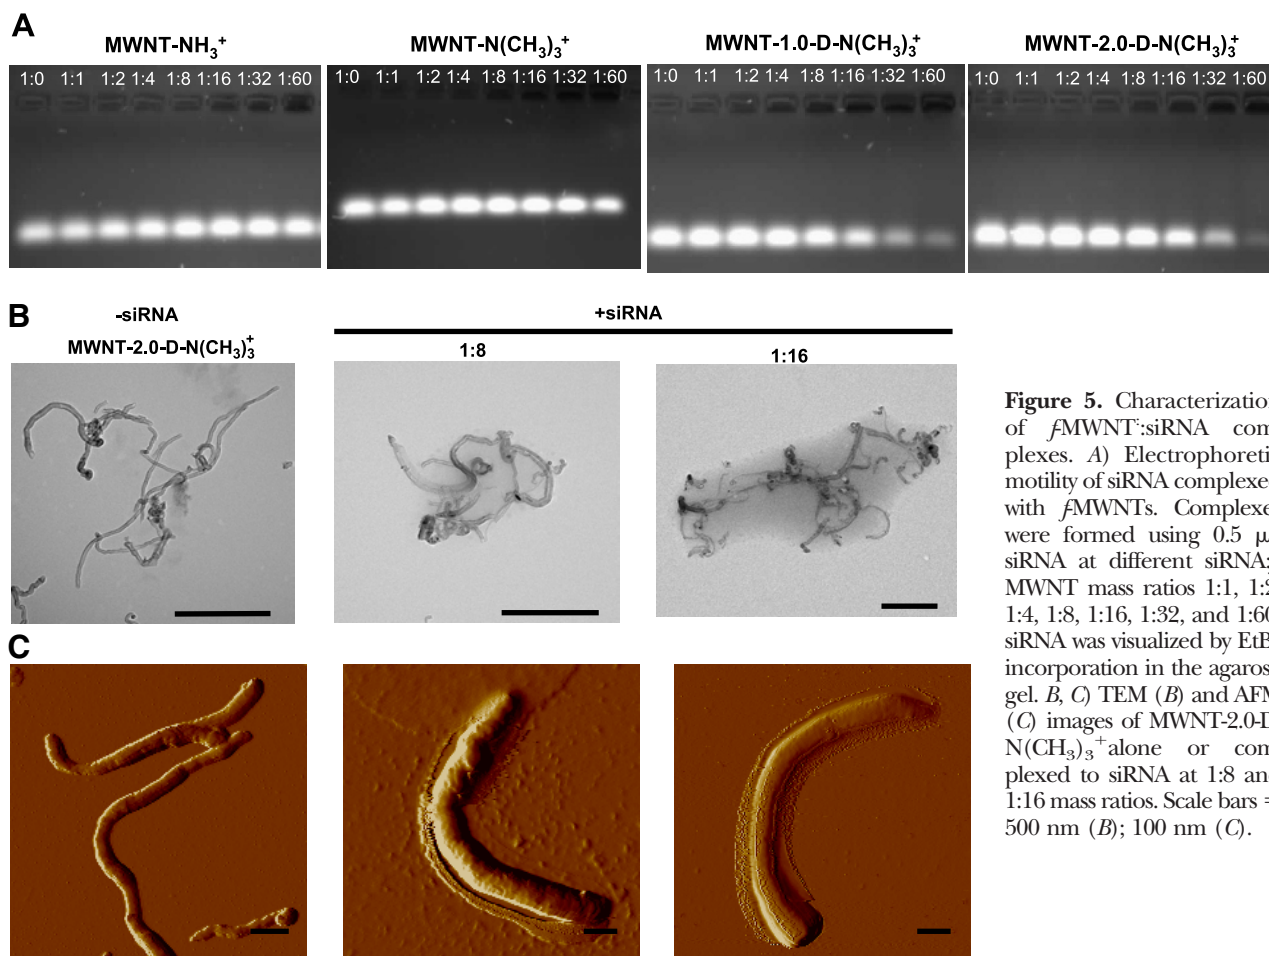 A
MWNT-NH₃⁺
MWNT-N(CH₃)₃⁺
MWNT-1.0-D-N(CH₃)₃⁺
MWNT-2.0-D-N(CH₃)₃⁺
1:0 1:1 1:2 1:4 1:8 1:16 1:32 1:60
1:0 1:1 1:2 1:4 1:8 1:16 1:32 1:60
1:0 1:1 1:2 1:4 1:8 1:16 1:32 1:60
1:0 1:1 1:2 1:4 1:8 1:16 1:32 1:60
B
-siRNA
MWNT-2.0-D-N(CH₃)₃⁺
+siRNA
1:8
1:16
C
Figure 5. Characterization
of f-MWNT:siRNA com
plexes. A) Electrophoreti
motility of siRNA complexe
with f-MWNTs. Complexe
were formed using 0.5 μ
siRNA at different siRNA;
MWNT mass ratios 1:1, 1:2
1:4, 1:8, 1:16, 1:32, and 1:60
siRNA was visualized by EtB
incorporation in the agaros
gel. B, C) TEM (B) and AFM
(C) images of MWNT-2.0-D
N(CH₃)₃⁺alone or com
plexed to siRNA at 1:8 and
1:16 mass ratios. Scale bars =
500 nm (B); 100 nm (C).